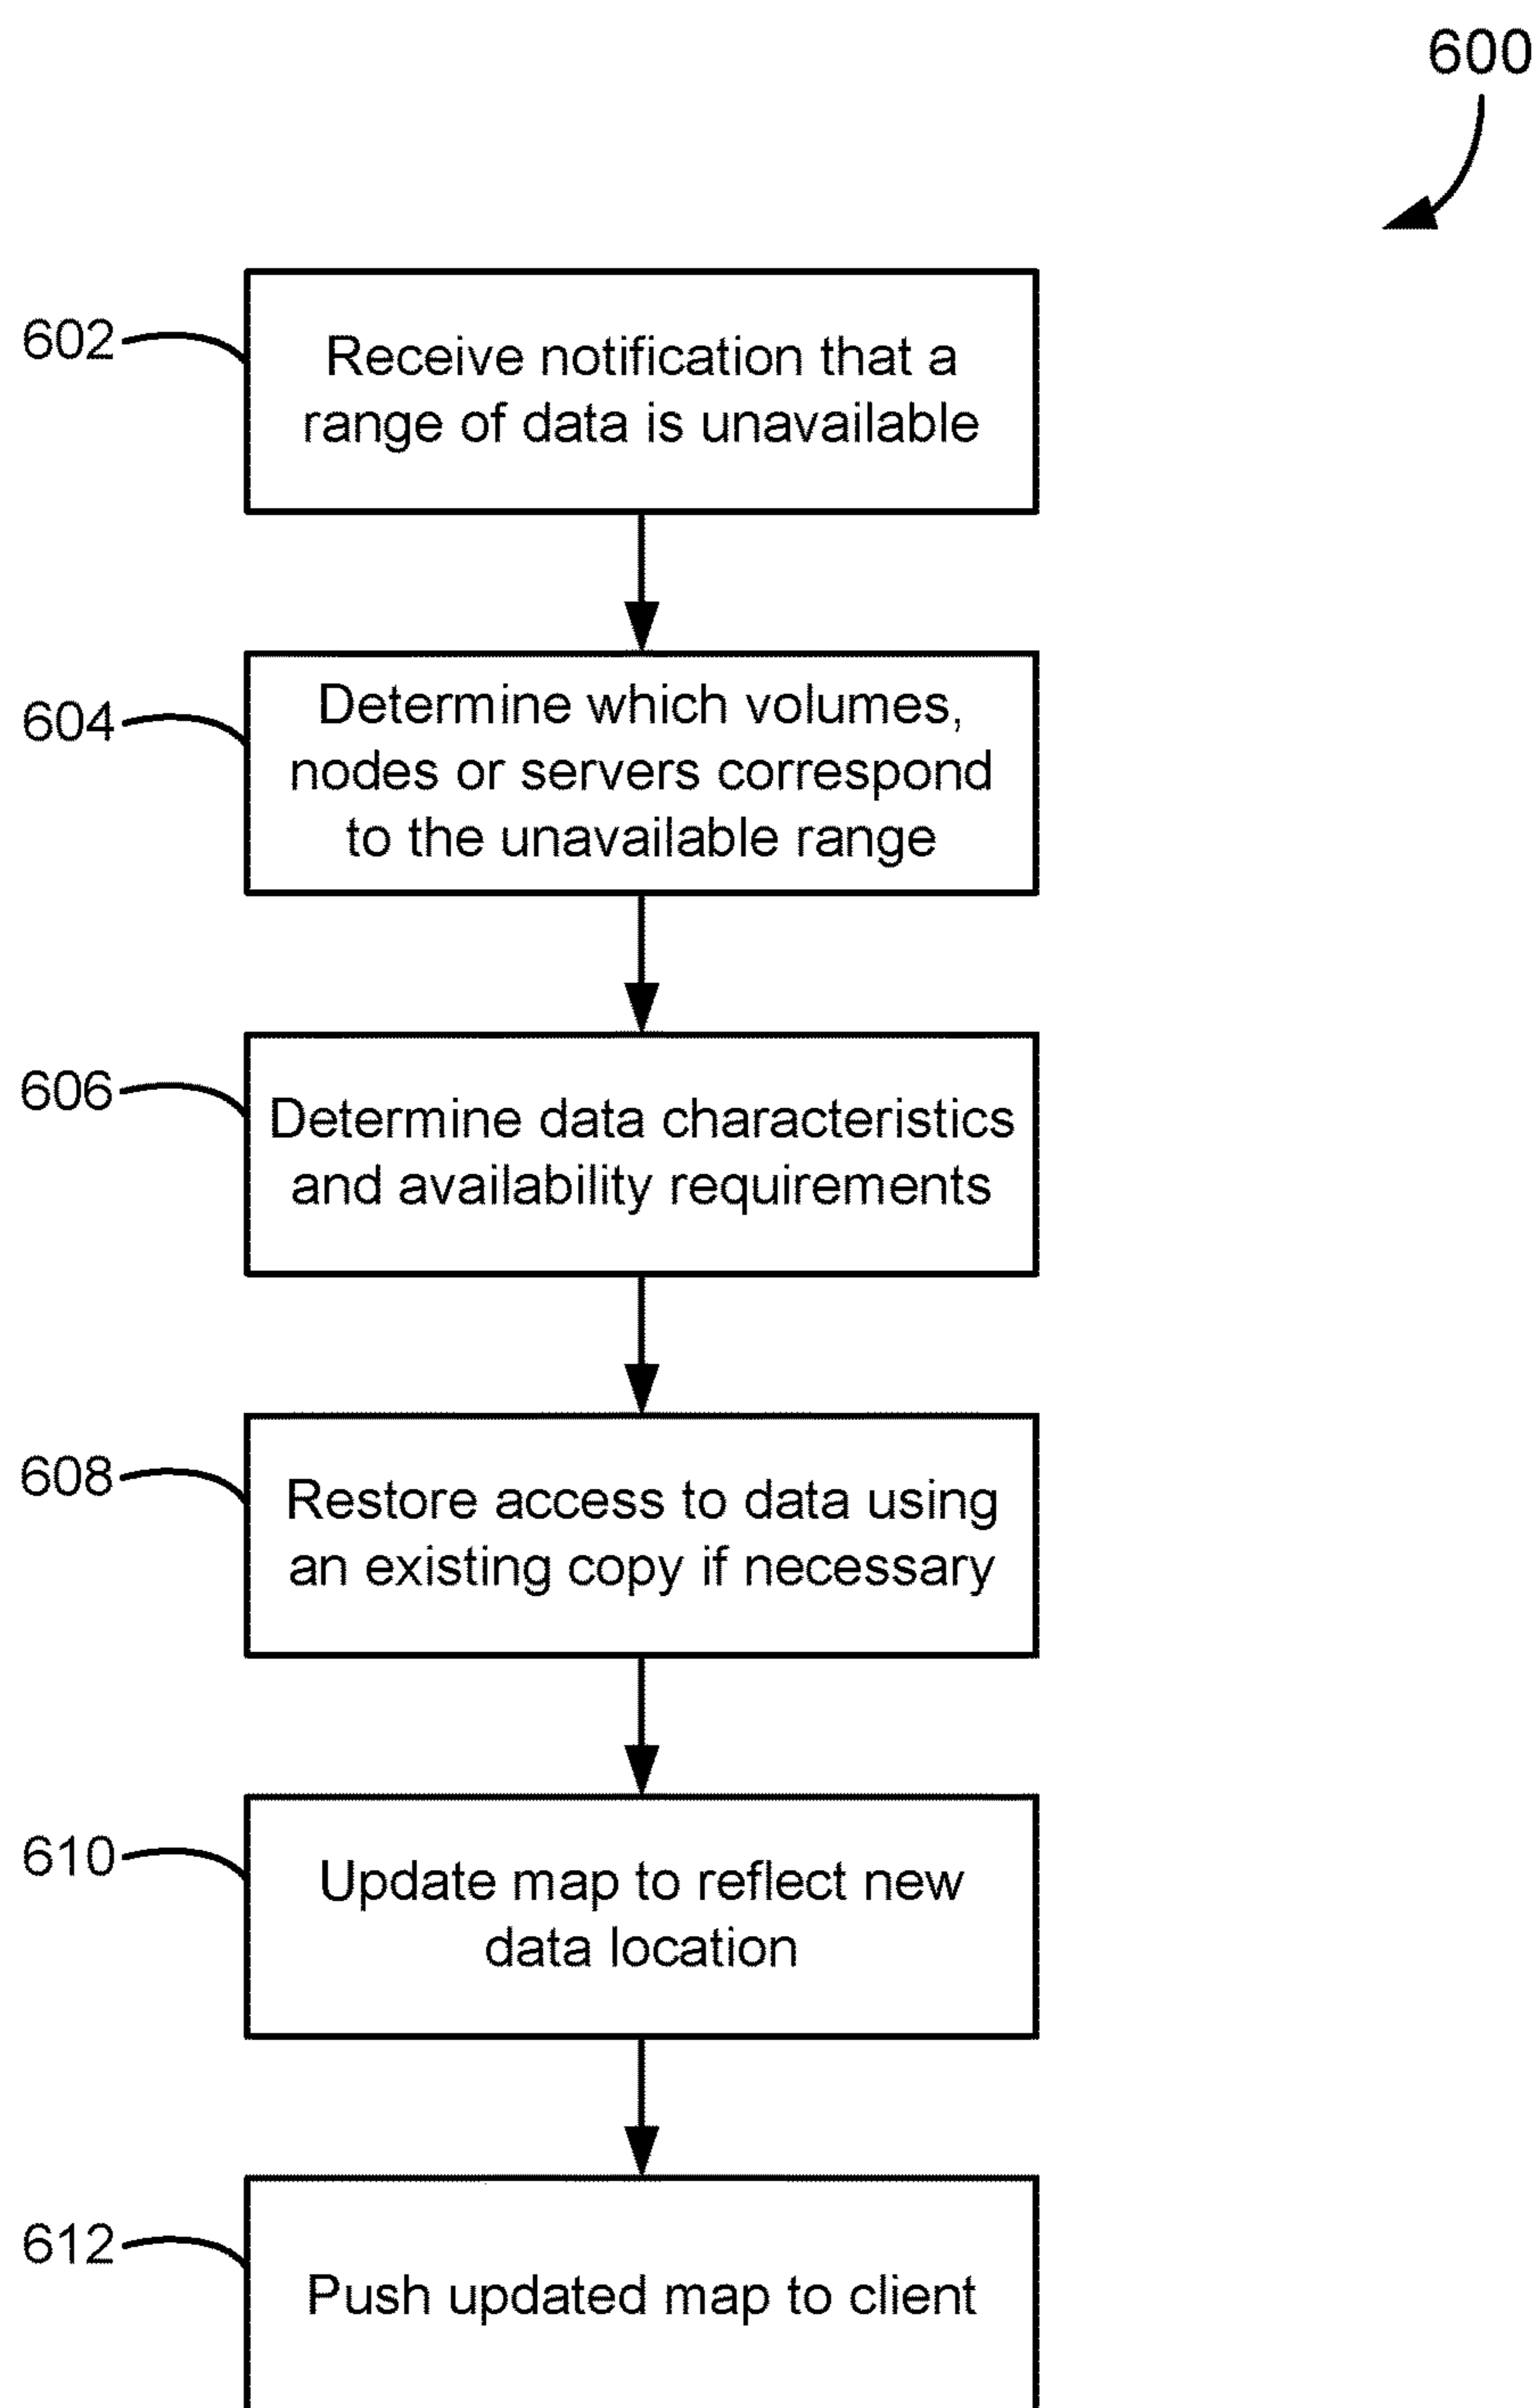 600
602
Receive notification that a
range of data is unavailable
604
Determine which volumes,
nodes or servers correspond
to the unavailable range
606
Determine data characteristics
and availability requirements
608
Restore access to data using
an existing copy if necessary
610
Update map to reflect new
data location
612
Push updated map to client